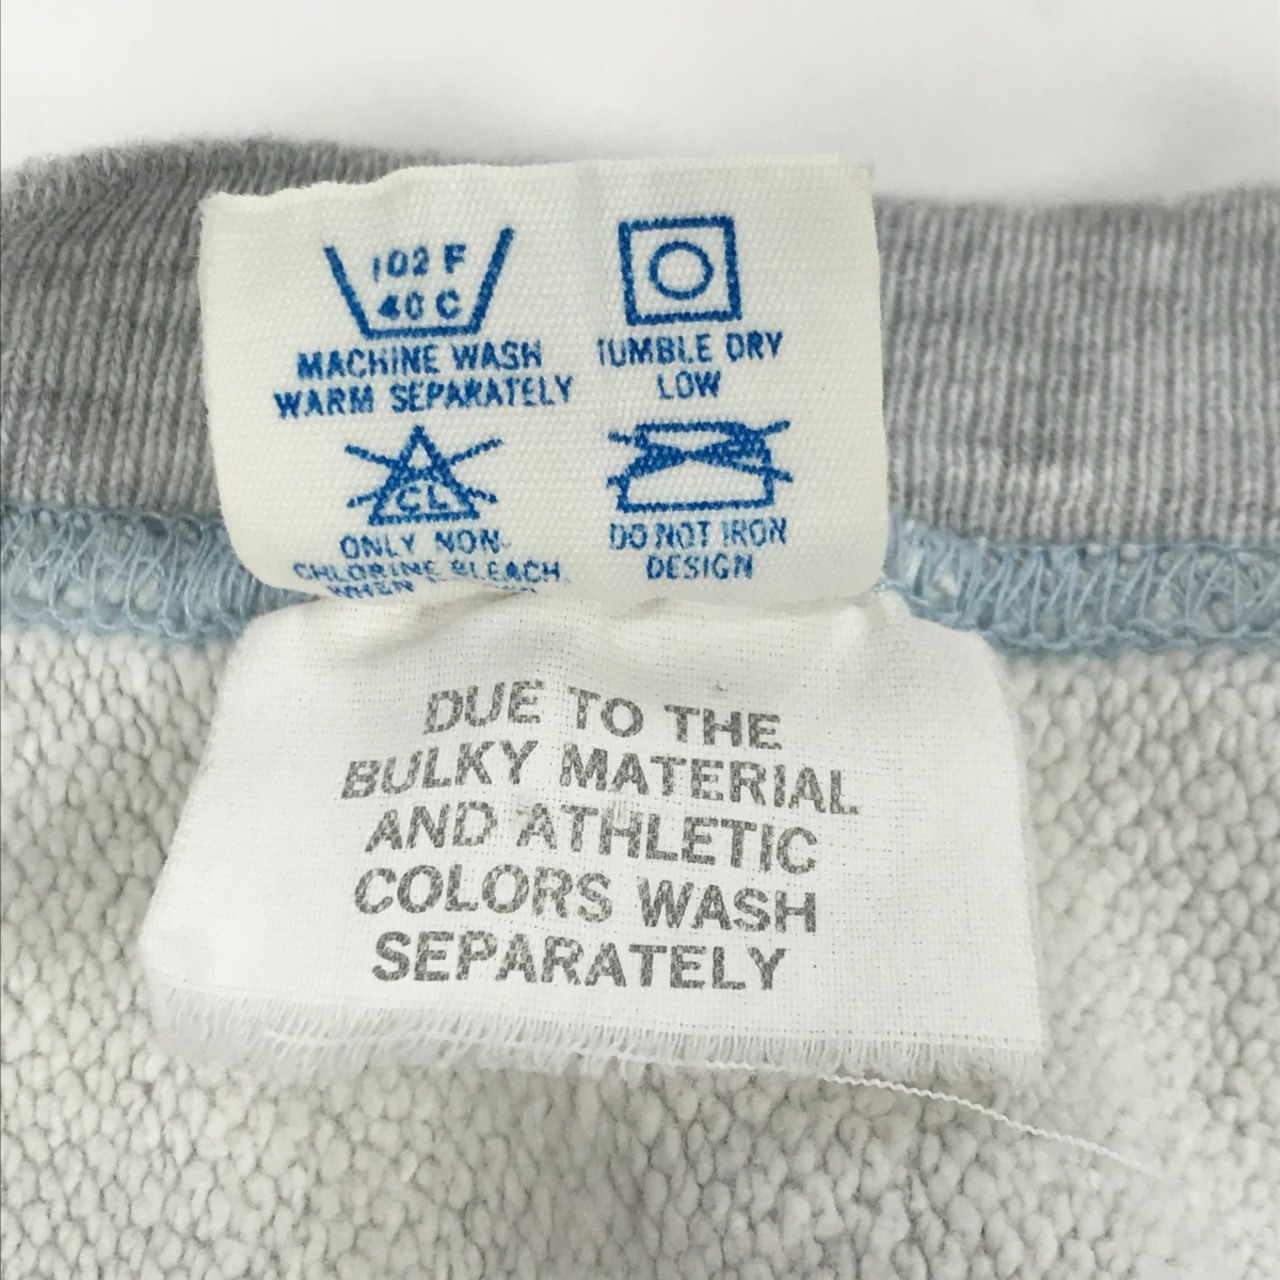 102 F
40 C
MACHINE WASH
WARM SEPARATELY
TUMBLE DRY
LOW
CL
ONLY NON-
CHLORINE BLEACH
WHEN
DO NOT IRON
DESIGN
DUE TO THE
BULKY MATERIAL
AND ATHLETIC
COLORS WASH
SEPARATELY